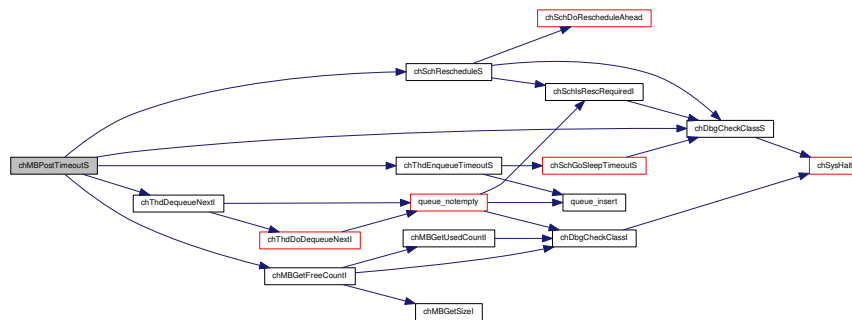 chSchDoRescheduleAhead
chSchRescheduleS
chSchIsRescRequiredI
chDbgCheckClassS
chMBPostTimeoutS
chThdEnqueueTimeoutS
chSchGoSleepTimeoutS
chSysHalt
chThdDequeueNextI
queue_notempty
queue_insert
chThdDoDequeueNextI
chMBGetUsedCountI
chDbgCheckClassI
chMBGetFreeCountI
chMBGetSizeI